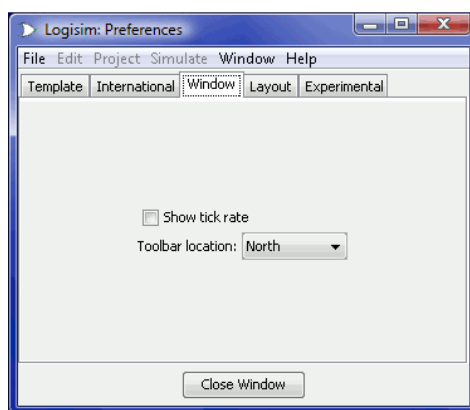 Logisim: Preferences
File Edit Project Simulate Window Help
Template International Window Layout Experimental
Show tick rate
Toolbar location: North
Close Window